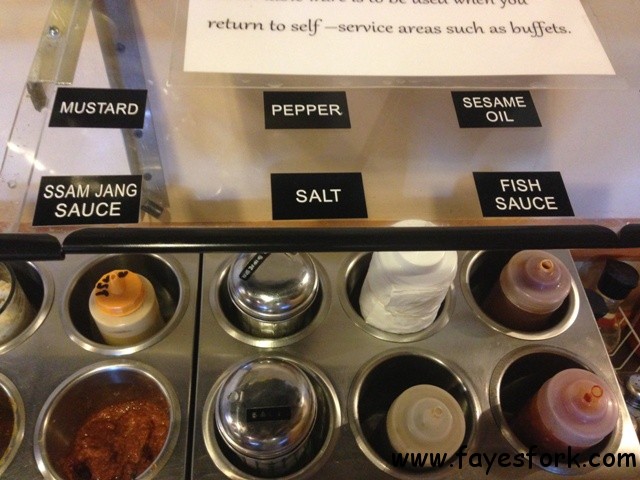 return to self –service areas such as buffets.
MUSTARD
PEPPER
SESAME
OIL
SSAM JANG
SAUCE
SALT
FISH
SAUCE
www.fayesfork.com